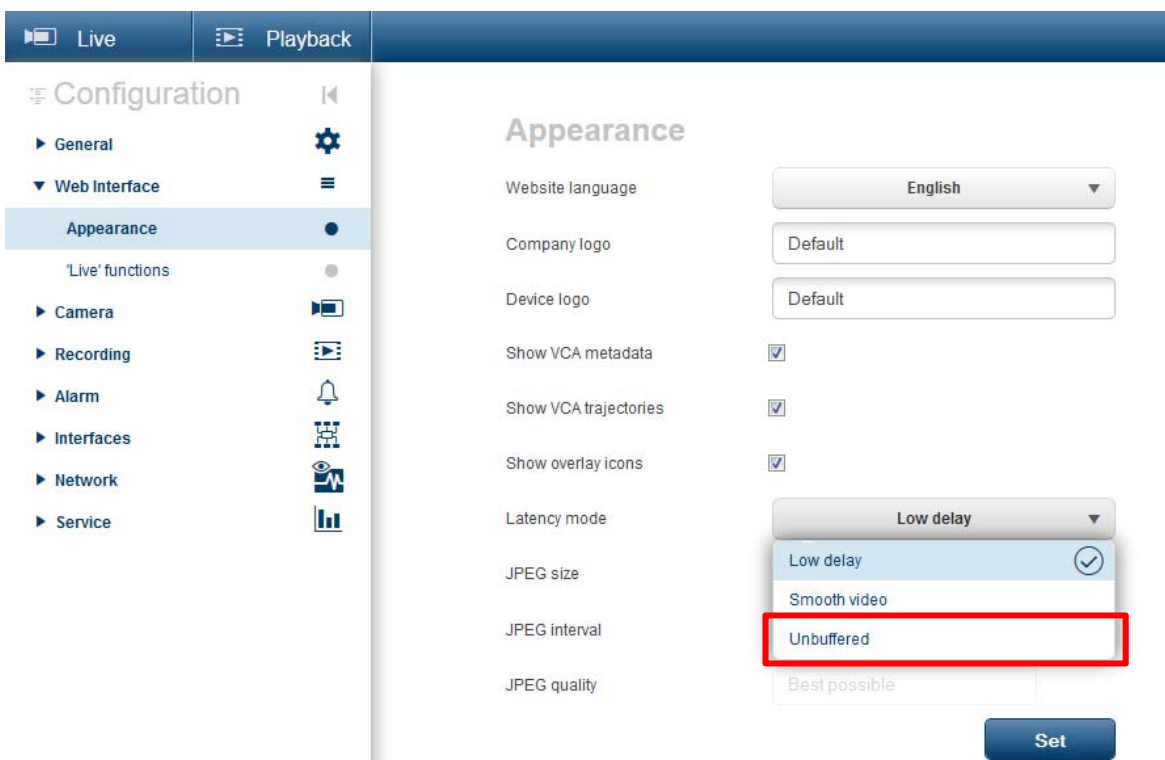 Live
Playback
Configuration
General
Web Interface
Appearance
'Live' functions
Camera
Recording
Alarm
Interfaces
Network
Service
Appearance
Website language English
Company logo Default
Device logo Default
Show VCA metadata
Show VCA trajectories
Show overlay icons
Latency mode Low delay
Low delay
JPEG size
Smooth video
JPEG interval
Unbuffered
JPEG quality Best possible
Set